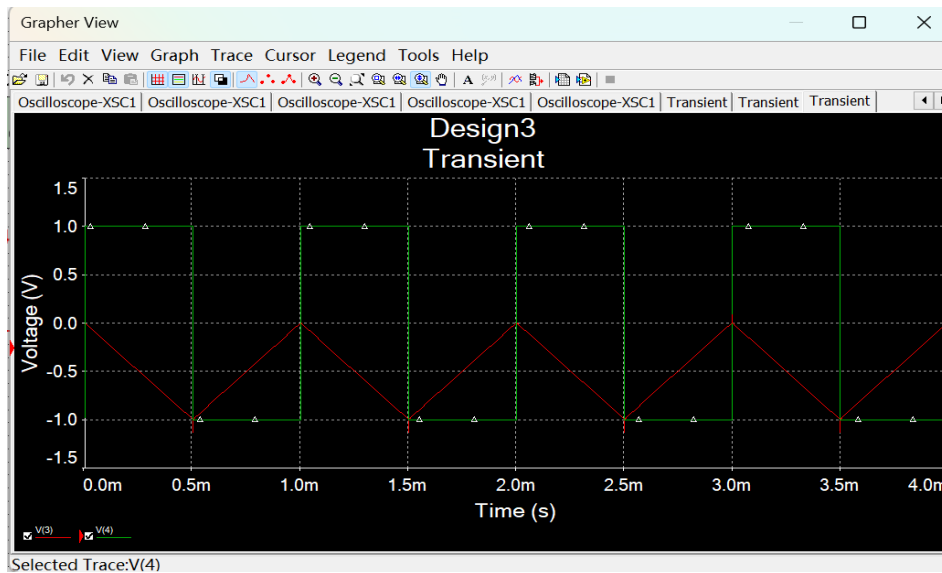 Grapher View
File Edit View Graph Trace Cursor Legend Tools Help
A
Oscilloscope-XSC1 Oscilloscope-XSC1 Oscilloscope-XSC1 Oscilloscope-XSC1 Oscilloscope-XSC1 Transient Transient Transient
Design3
Transient
Voltage (V)
1.5
1.0
0.5
0.0
-0.5
-1.0
-1.5
0.0m 0.5m 1.0m 1.5m 2.0m 2.5m 3.0m 3.5m 4.0m
Time (s)
V(3) V(4)
Selected Trace:V(4)